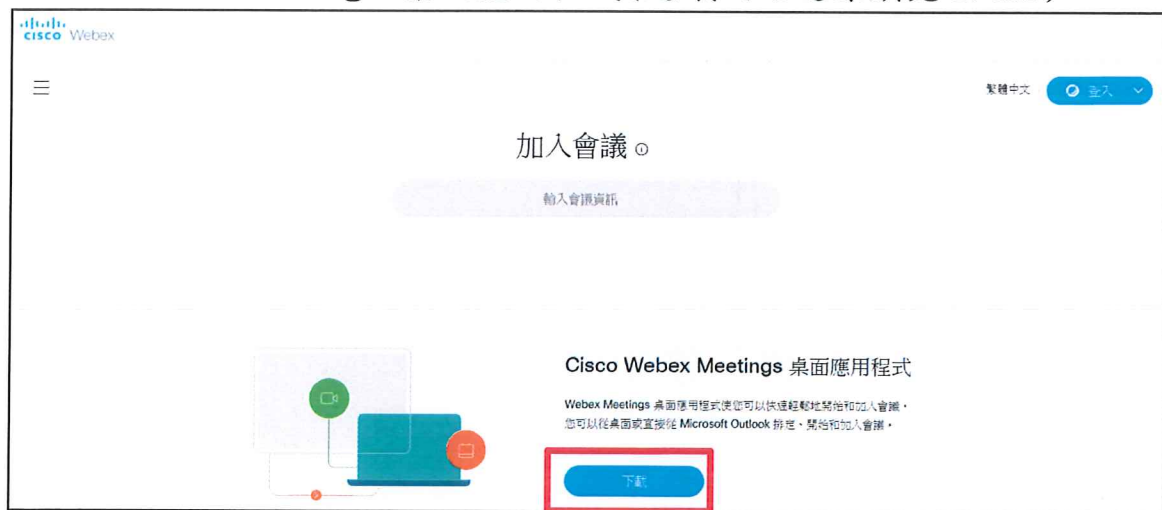 cisco Webex
繁體中文
登入
加入會議
輸入會議資訊
Cisco Webex Meetings 桌面應用程式
Webex Meetings 桌面應用程式使您可以快速輕鬆地開始和加入會議。
您可以從桌面或直接從 Microsoft Outlook 排定、開始和加入會議。
下載